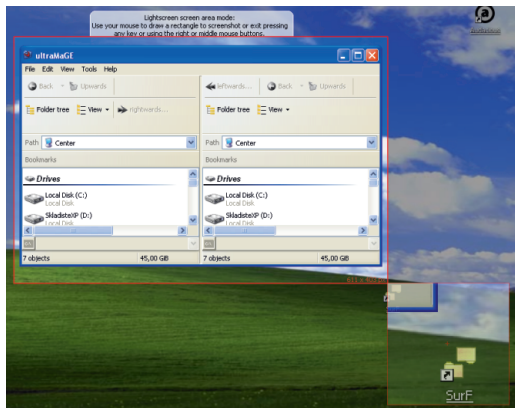 Lightscreen screen area mode:
Use your mouse to draw a rectangle to screenshot or exit pressing
any key or using the right or middle mouse buttons.
ultraMaGE
File Edit View Tools Help
Back Upwards
leftwards... Back Upwards
Folder tree View rightwards...
Folder tree View
Path Center
Path Center
Bookmarks
Bookmarks
Drives
Drives
Local Disk (C:)
Local Disk
Local Disk (C:)
Local Disk
SkladisteXP (D:)
Local Disk
SkladisteXP (D:)
Local Disk
7 objects 45,00 GB
7 objects 45,00 GB
SurF